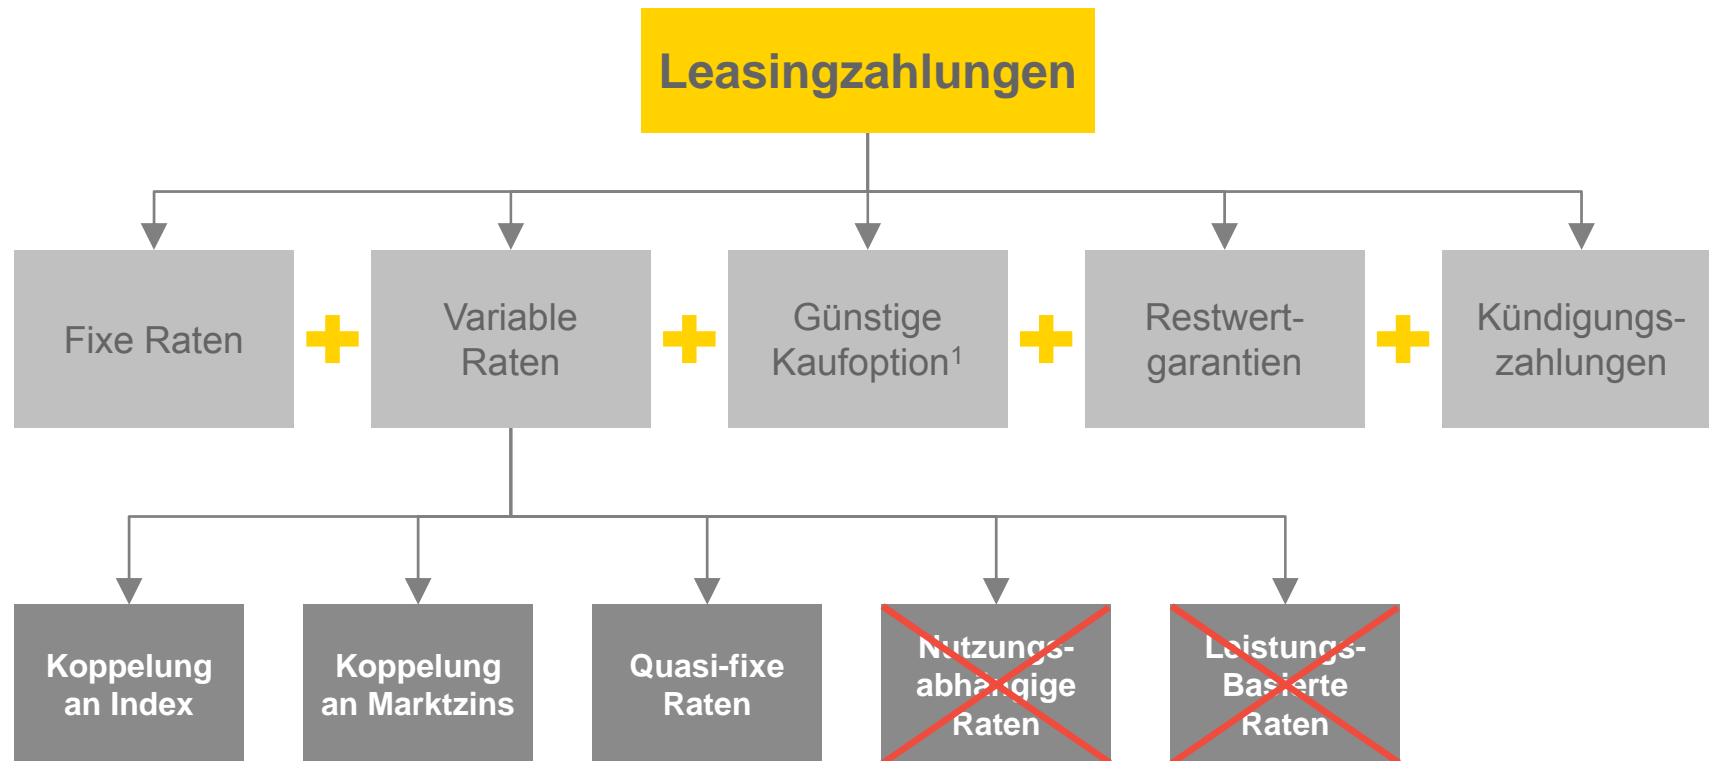 Leasingzahlungen
Fixe Raten
Variable
Raten
Günstige
Kaufoption¹
Restwert-
garantien
Kündigungs-
zahlungen
Koppelung
an Index
Koppelung
an Marktzins
Quasi-fixe
Raten
Nutzungs-
abhängige
Raten
Leistungs-
Basierte
Raten